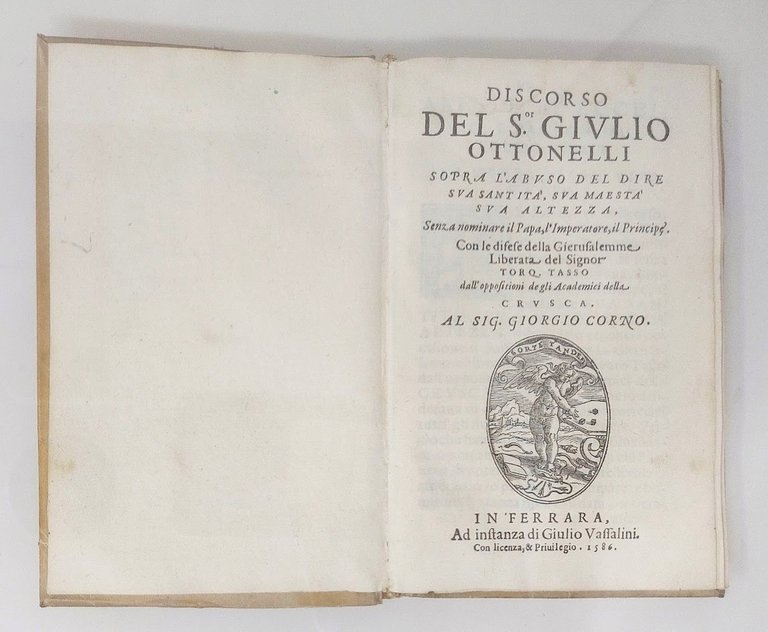 DISCORSO
DEL S.or GIVLIO
OTTONELLI
SOPRA L'ABVSO DEL DIRE
SVA SANTITA', SVA MAESTA'
SVA ALTEZZA,
Senza nominare il Papa, l'Imperatore, il Principe.
Con le difese della Gierusalemme
Liberata del Signor
TORQ. TASSO
dall'oppositioni degli Academici della
CRVSCA.
AL SIG. GIORGIO CORNO.
FORTE TANDEM
IN FERRARA,
Ad instanza di Giulio Vassalini.
Con licenza, & Priuilegio. 1586.